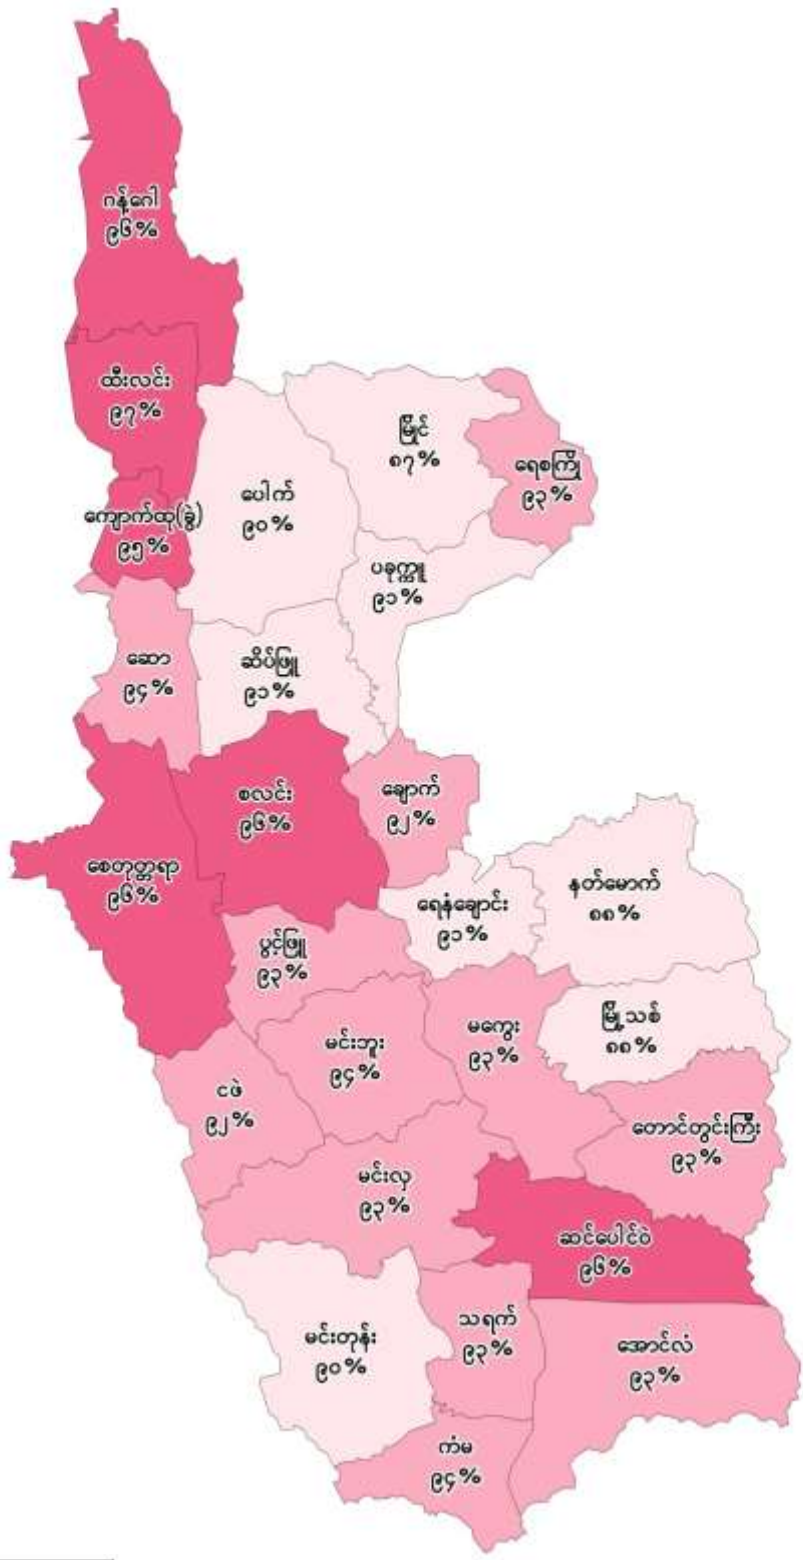 ဂန့်ဂေါ
၉၆%
ထီးလင်း
၉၇%
မြိုင်
၈၇%
ရေစကြို
၉၃%
ပေါက်
၉၀%
ကျောက်ထု(ခွဲ)
၉၅%
ပခုက္ကူ
၉၁%
ဆော
၉၄%
ဆိပ်ဖြူ
၉၁%
စလင်း
၉၆%
ချောက်
၉၂%
စေတုတ္တရာ
၉၆%
နတ်မောက်
၈၈%
ရေနံချောင်း
၉၁%
ပွင့်ဖြူ
၉၃%
မြို့သစ်
၈၈%
မကွေး
၉၃%
မင်းဘူး
၉၄%
ငဖဲ
၉၂%
တောင်တွင်းကြီး
၉၃%
မင်းလှ
၉၃%
ဆင်ပေါင်ဝဲ
၉၆%
သရက်
၉၃%
မင်းတုန်း
၉၀%
အောင်လံ
၉၃%
ကံမ
၉၄%